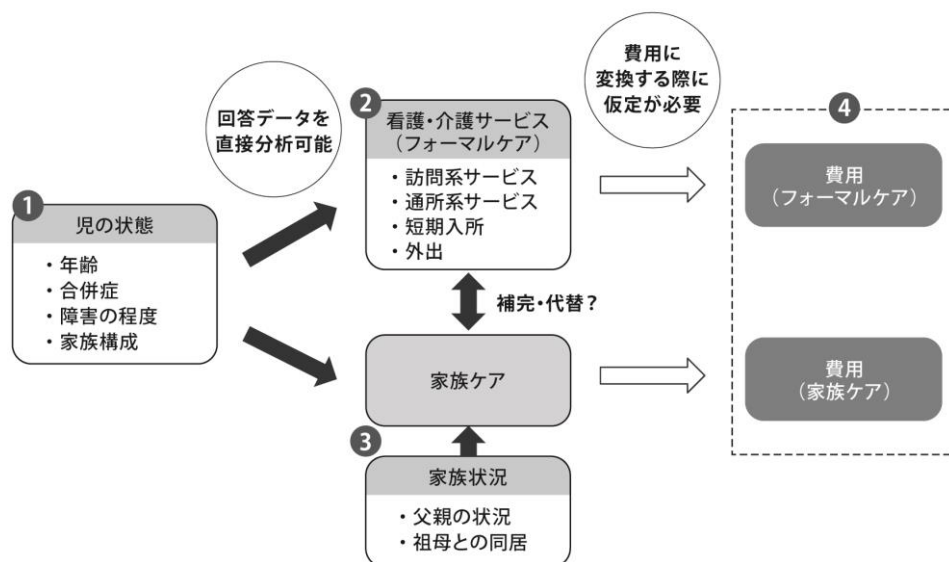 1
児の状態
・年齢
・合併症
・障害の程度
・家族構成
回答データを
直接分析可能
2
看護・介護サービス
（フォーマルケア）
・訪問系サービス
・通所系サービス
・短期入所
・外出
補完・代替？
家族ケア
3
家族状況
・父親の状況
・祖母との同居
費用に
変換する際に
仮定が必要
4
費用
（フォーマルケア）
費用
（家族ケア）